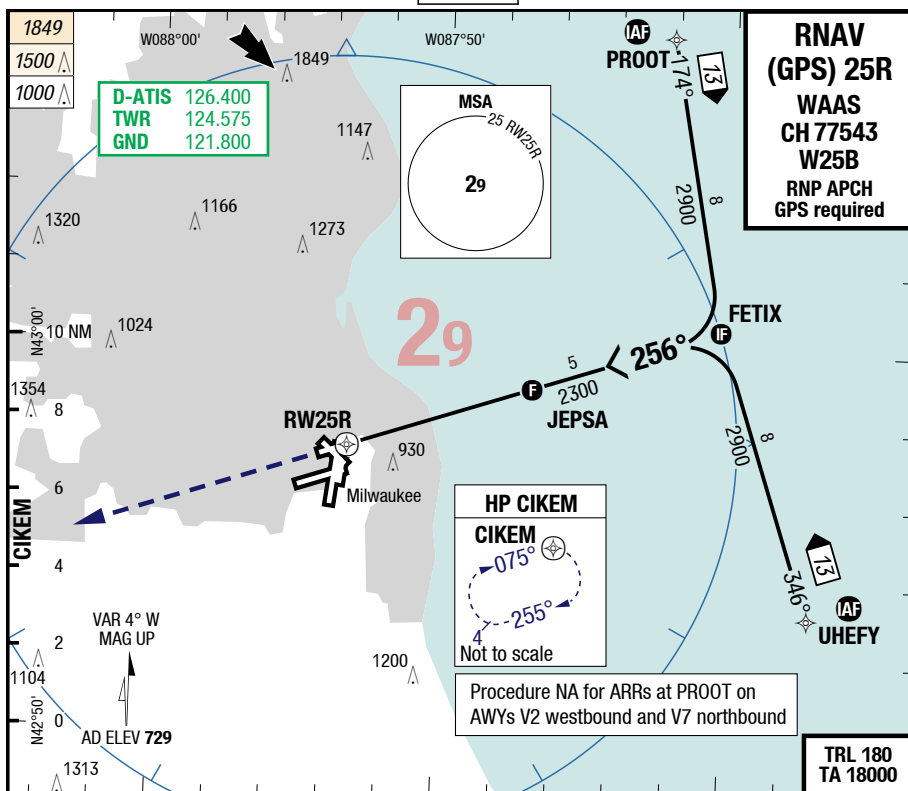 1849
1500
1000
W088°00'
1849
W087°50'
IAF
PROOT
174°
13
RNAV
(GPS) 25R
WAAS
CH 77543
W25B
RNP APCH
GPS required
D-ATIS 126.400
TWR 124.575
GND 121.800
MSA
25 RW25R
29
1147
1320
1166
1273
2900
8
N43°00'
10 NM
1024
29
FETIX
IF
256°
5
2300
F
JEPSA
1354
8
RW25R
930
Milwaukee
2900
8
6
CIKEM
HP CIKEM
CIKEM
075°
255°
4
Not to scale
4
13
346°
IAF
UHEFY
VAR 4° W
MAG UP
2
1104
1200
N42°50'
0
AD ELEV 729
Procedure NA for ARRs at PROOT on
AWYs V2 westbound and V7 northbound
1313
TRL 180
TA 18000